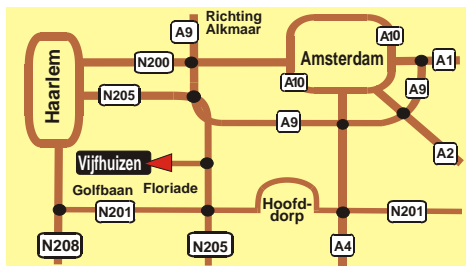 Richting
Alkmaar
A9
A10
N200
Amsterdam
A1
A10
Haarlem
N205
A9
A9
A2
Vijfhuizen
Golfbaan
Floriade
N201
Hoofd-
dorp
N201
N208
N205
A4